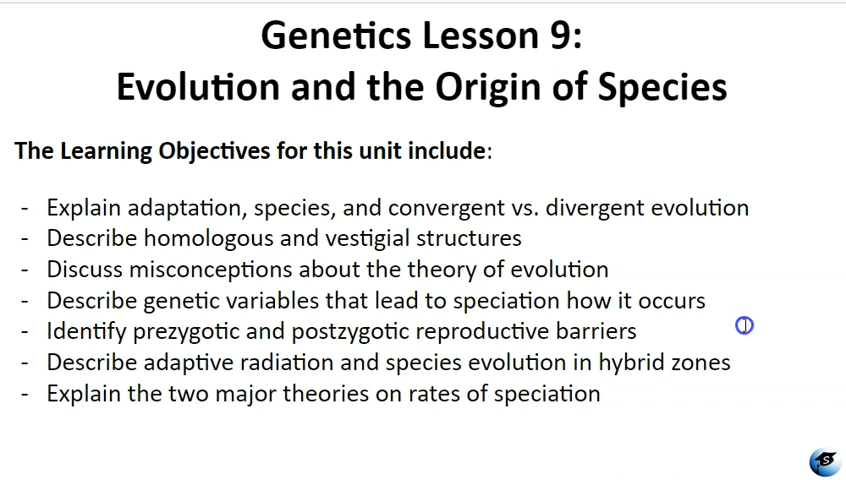 Genetics Lesson 9:
Evolution and the Origin of Species
The Learning Objectives for this unit include:
- Explain adaptation, species, and convergent vs. divergent evolution
- Describe homologous and vestigial structures
- Discuss misconceptions about the theory of evolution
- Describe genetic variables that lead to speciation how it occurs
- Identify prezygotic and postzygotic reproductive barriers
- Describe adaptive radiation and species evolution in hybrid zones
- Explain the two major theories on rates of speciation
S